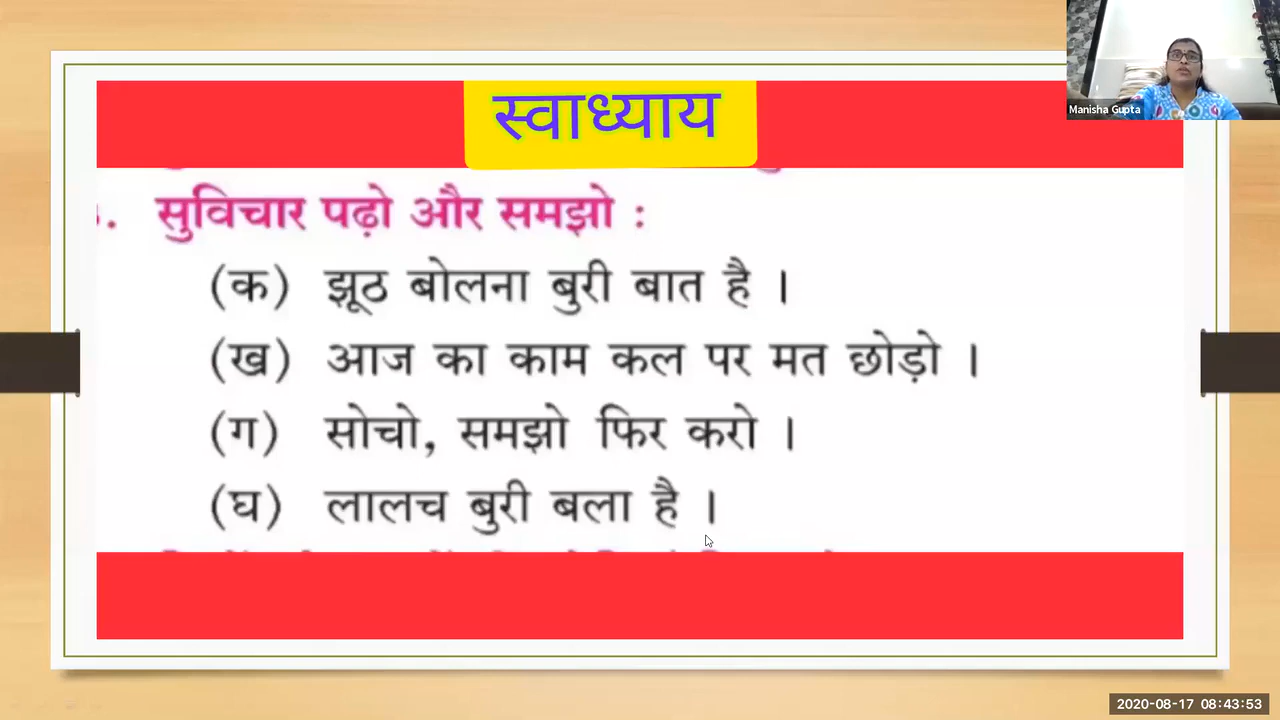 स्वाध्याय
Manisha Gupta
सुविचार पढ़ो और समझो :
(क) झूठ बोलना बुरी बात है ।
(ख) आज का काम कल पर मत छोड़ो ।
(ग) सोचो, समझो फिर करो ।
(घ) लालच बुरी बला है ।
2020-08-17 08:43:53